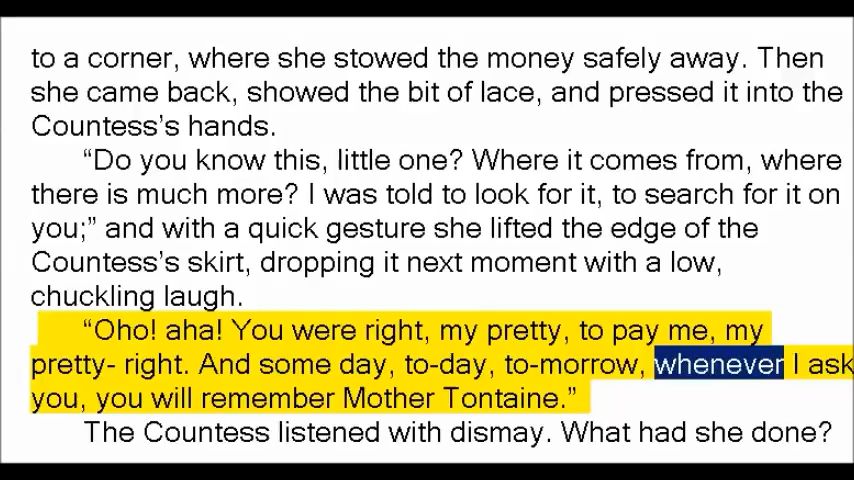 to a corner, where she stowed the money safely away. Then
she came back, showed the bit of lace, and pressed it into the
Countess’s hands.
“Do you know this, little one? Where it comes from, where
there is much more? I was told to look for it, to search for it on
you;” and with a quick gesture she lifted the edge of the
Countess’s skirt, dropping it next moment with a low,
chuckling laugh.
“Oho! aha! You were right, my pretty, to pay me, my
pretty- right. And some day, to-day, to-morrow, whenever I ask
you, you will remember Mother Tontaine.”
The Countess listened with dismay. What had she done?